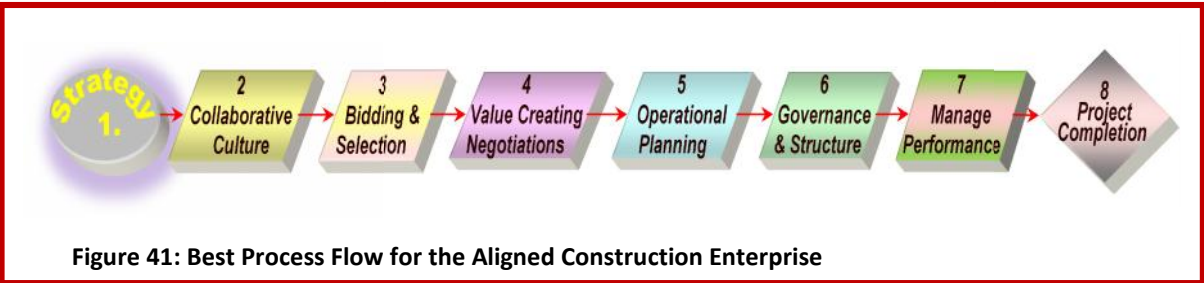 Strategy
1.
2
Collaborative
Culture
3
Bidding &
Selection
4
Value Creating
Negotiations
5
Operational
Planning
6
Governance
& Structure
7
Manage
Performance
8
Project
Completion
Figure 41: Best Process Flow for the Aligned Construction Enterprise